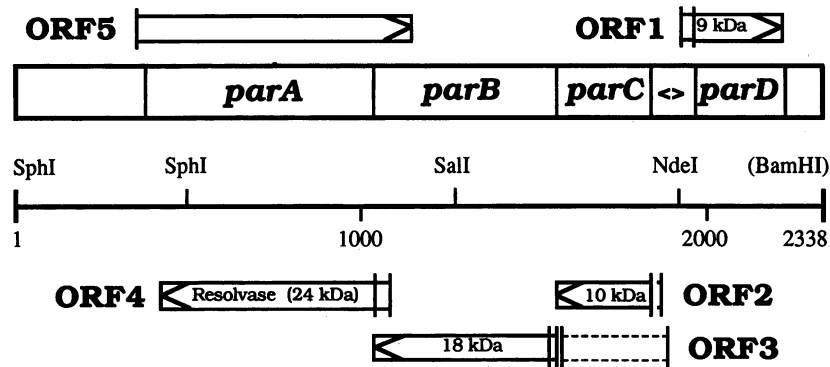 ORF5 ORF1 9 kDa
parA parB parC <> parD
SphI SphI SalI NdeI (BamHI)
1 1000 2000 2338
ORF4 Resolvase (24 kDa) 10 kDa ORF2
18 kDa ORF3